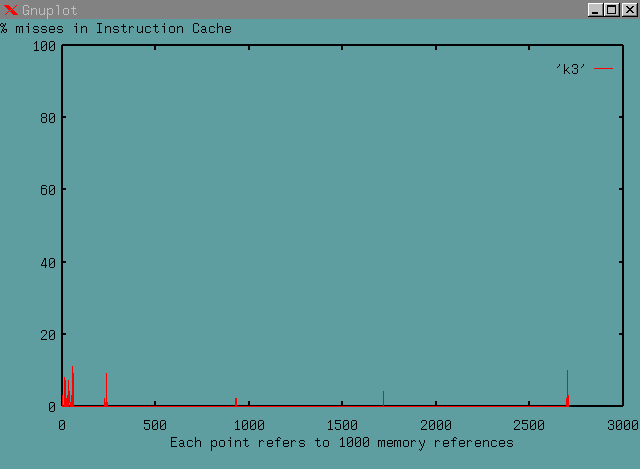 Gnuplot
% misses in Instruction Cache
100
'k3'
80
60
40
20
0
0 500 1000 1500 2000 2500 3000
Each point refers to 1000 memory references